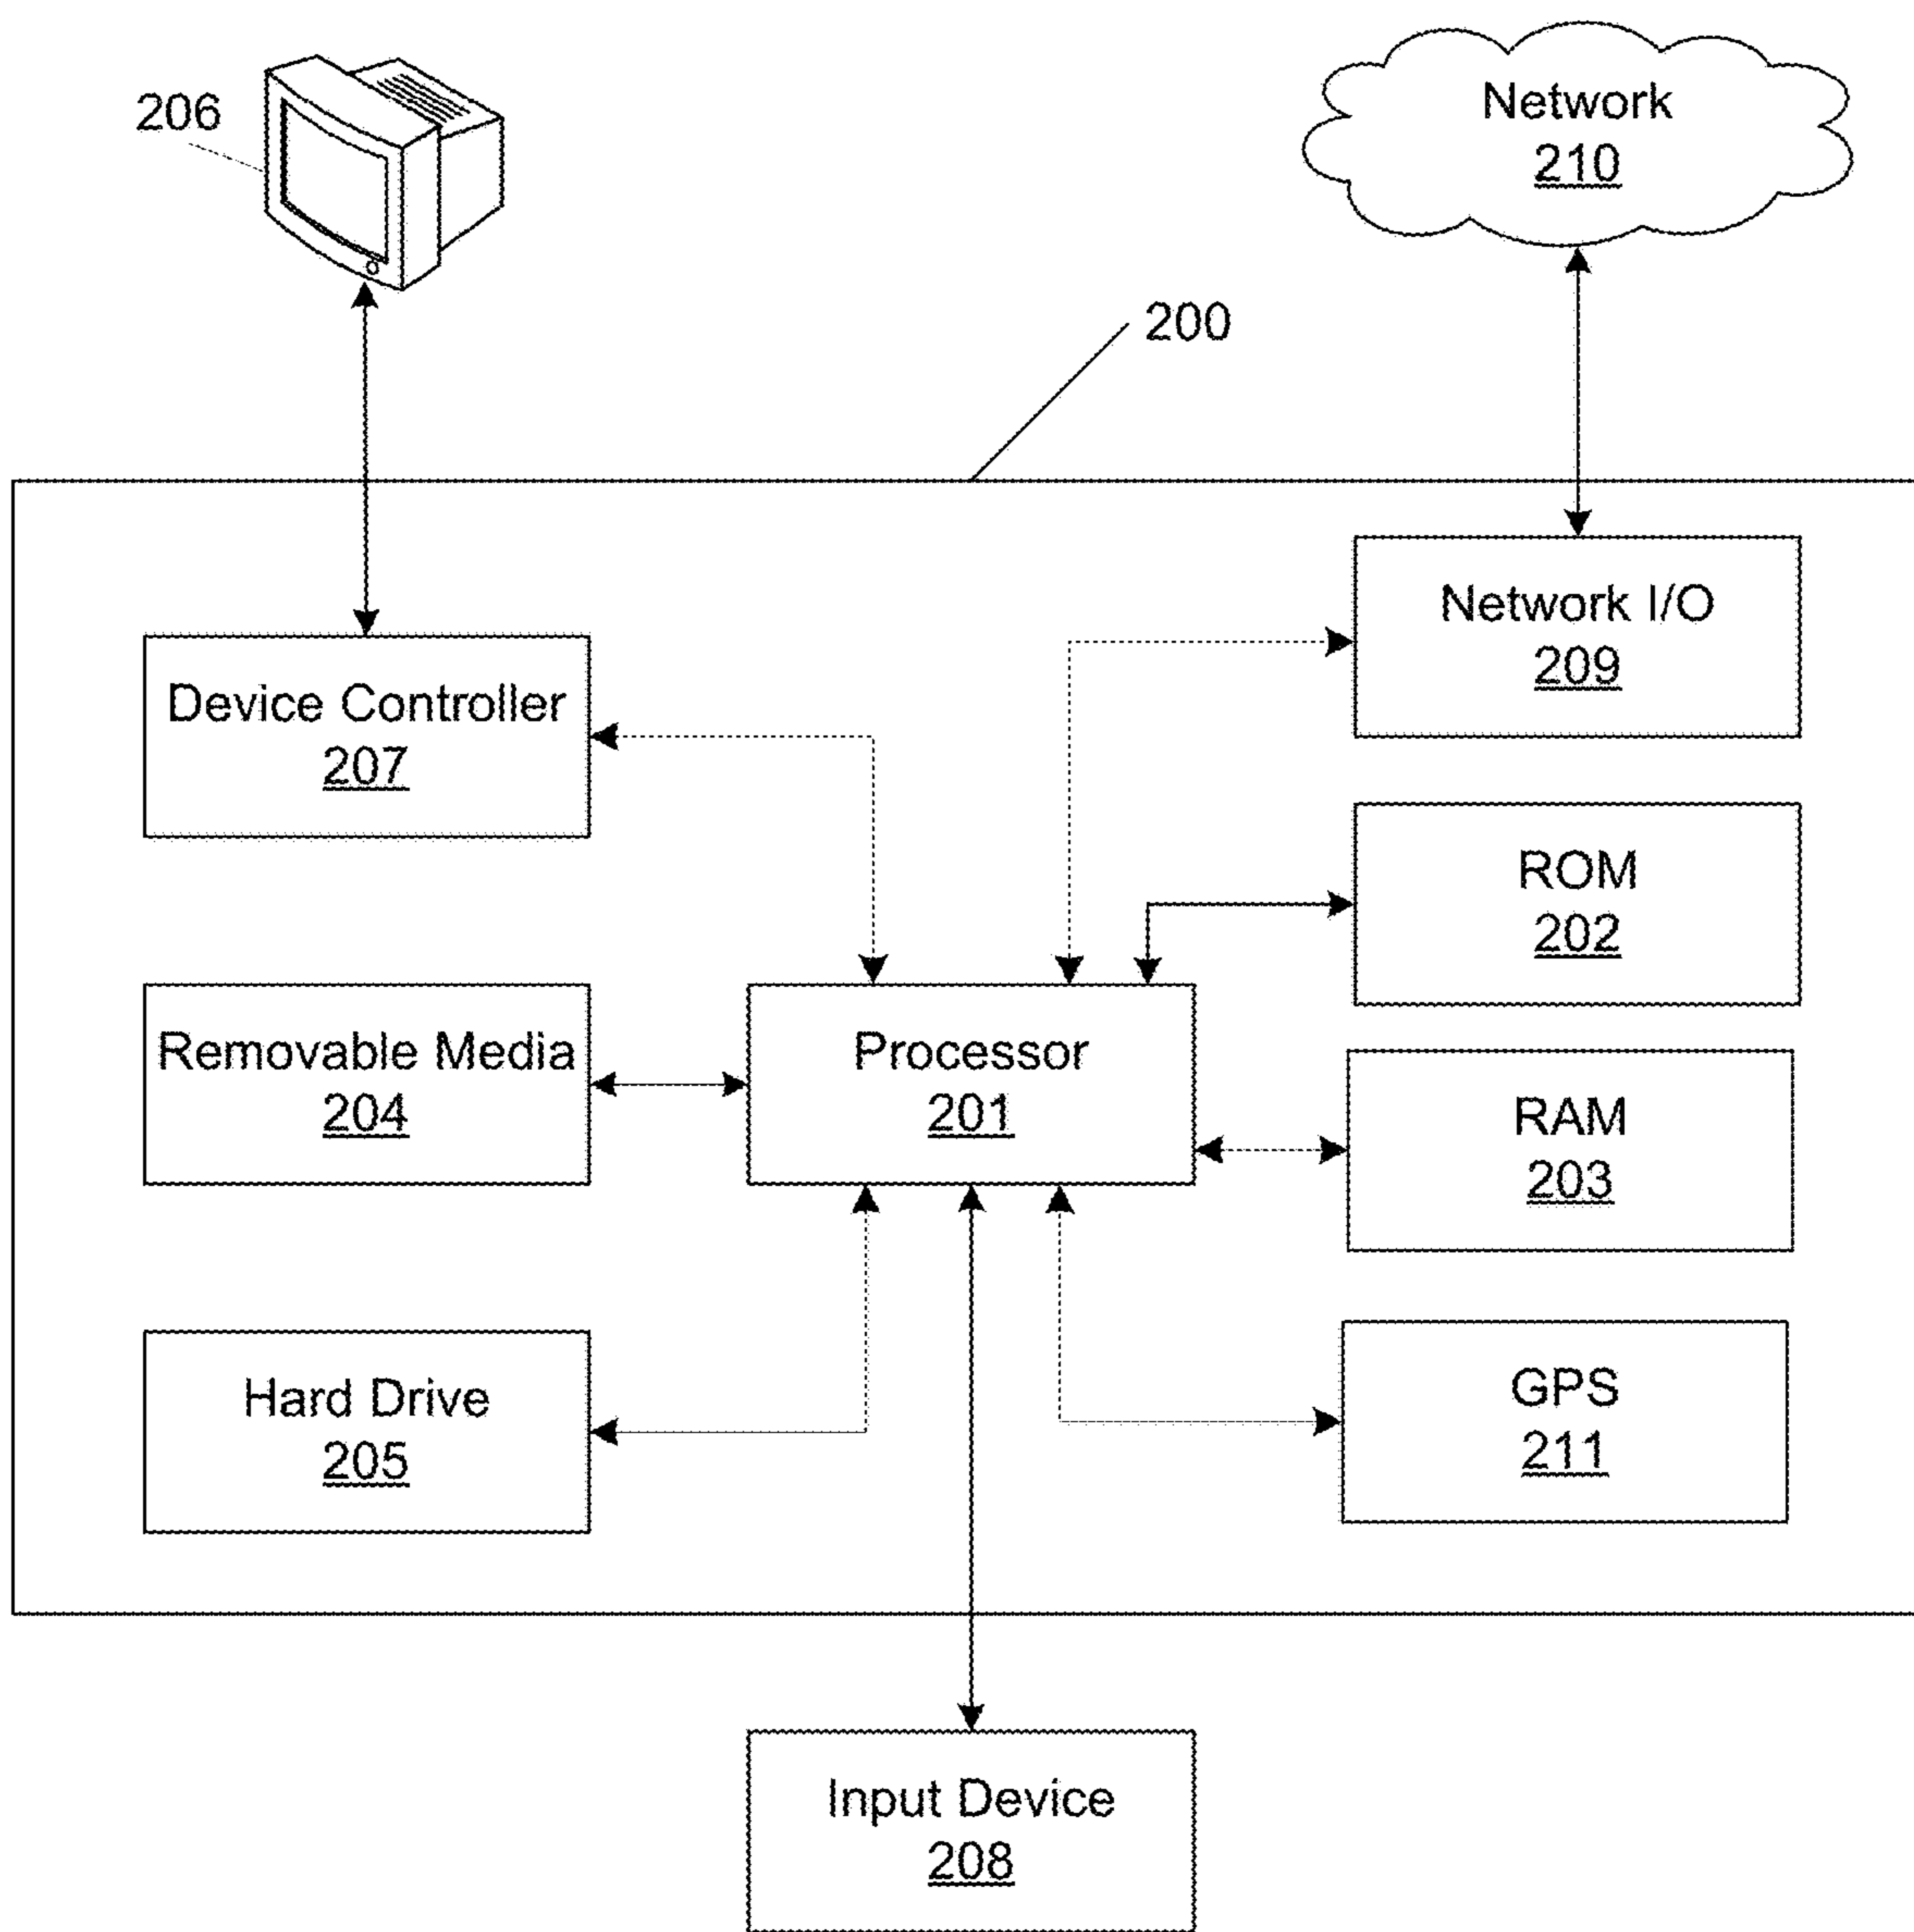 206
Network
210
200
Network I/O
209
Device Controller
207
ROM
202
Removable Media
204
Processor
201
RAM
203
Hard Drive
205
GPS
211
Input Device
208